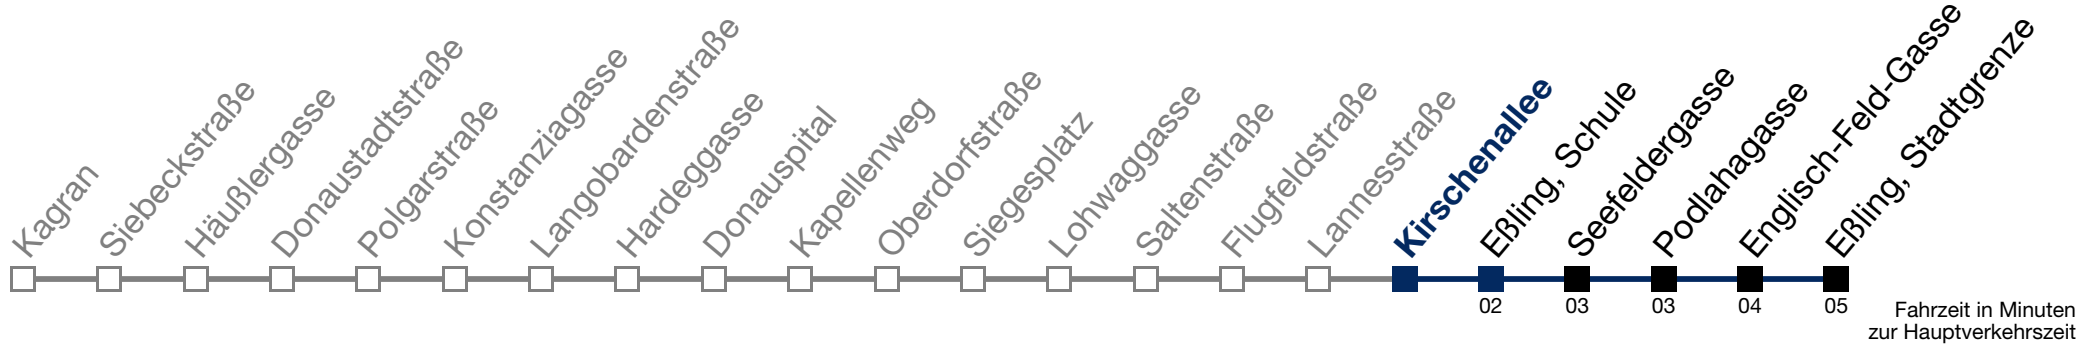 Kagran
Siebeckstraße
Häußlergasse
Donaustadtstraße
Polgarstraße
Konstanziagasse
Langobardenstraße
Hardeggasse
Donauspital
Kapellenweg
Oberdorfstraße
Siegesplatz
Lohwaggasse
Saltenstraße
Flugfeldstraße
Lannesstraße
Kirschenallee
Eßling, Schule
Seefeldergasse
Podlahagasse
Englisch-Feld-Gasse
Eßling, Stadtgrenze
02 03 03 04 05
Fahrzeit in Minuten
zur Hauptverkehrszeit